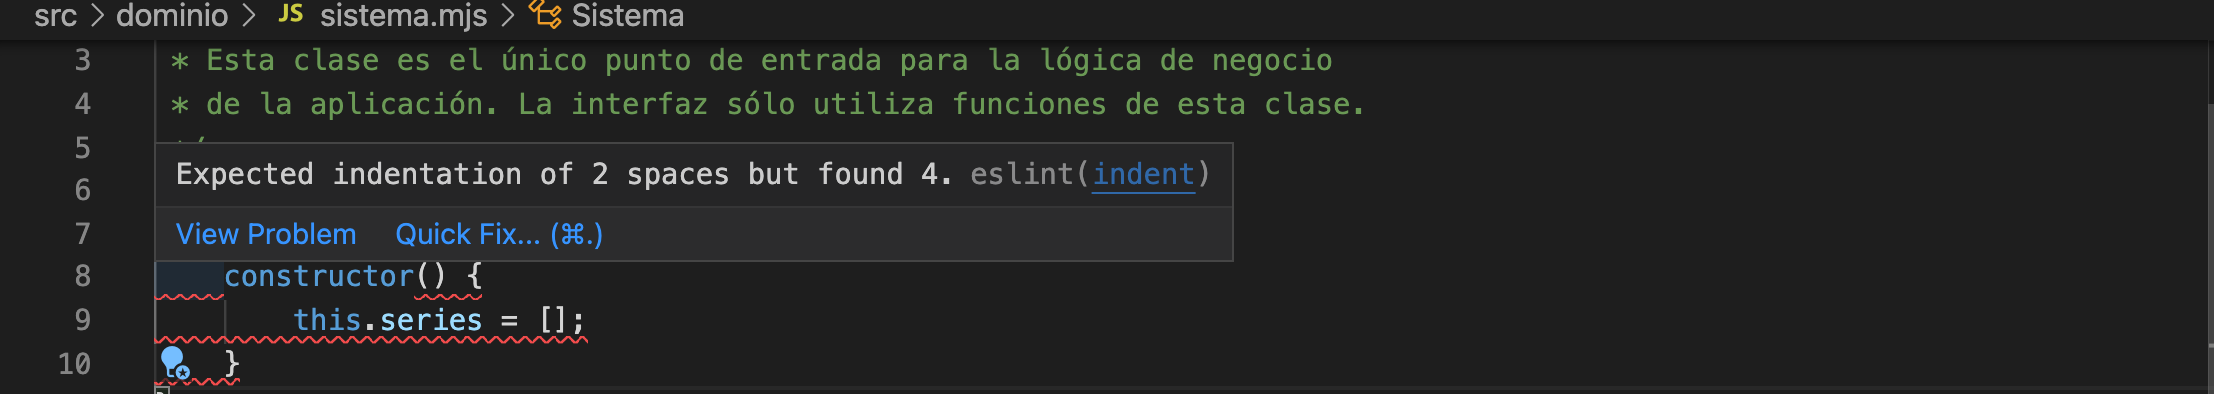 src > dominio > JS sistema.mjs > Sistema
3 * Esta clase es el único punto de entrada para la lógica de negocio
4 * de la aplicación. La interfaz sólo utiliza funciones de esta clase.
5
Expected indentation of 2 spaces but found 4. eslint(indent)
6
7
View Problem Quick Fix... (⌘.)
8 constructor() {
9 this.series = [];
10 }